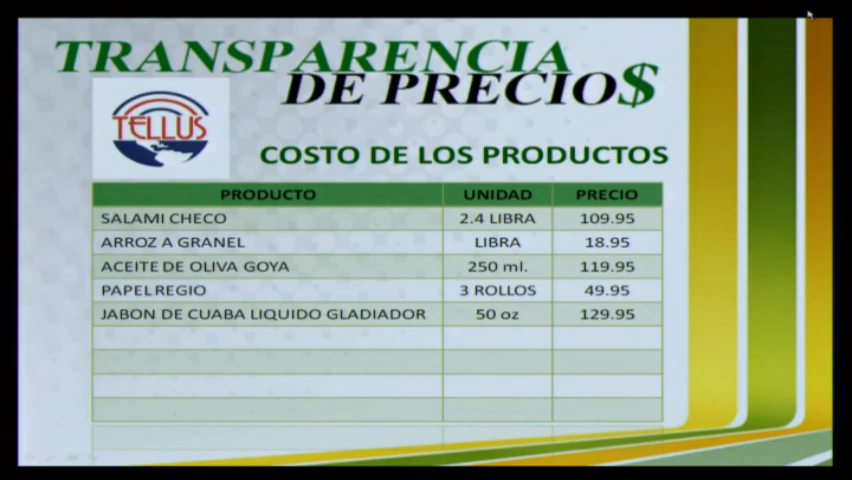 TRANSPARENCIA
DE PRECIO$
TELLUS
COSTO DE LOS PRODUCTOS
PRODUCTO UNIDAD PRECIO
SALAMI CHECO 2.4 LIBRA 109.95
ARROZ A GRANEL LIBRA 18.95
ACEITE DE OLIVA GOYA 250 ml. 119.95
PAPEL REGIO 3 ROLLOS 49.95
JABON DE CUABA LIQUIDO GLADIADOR 50 oz 129.95